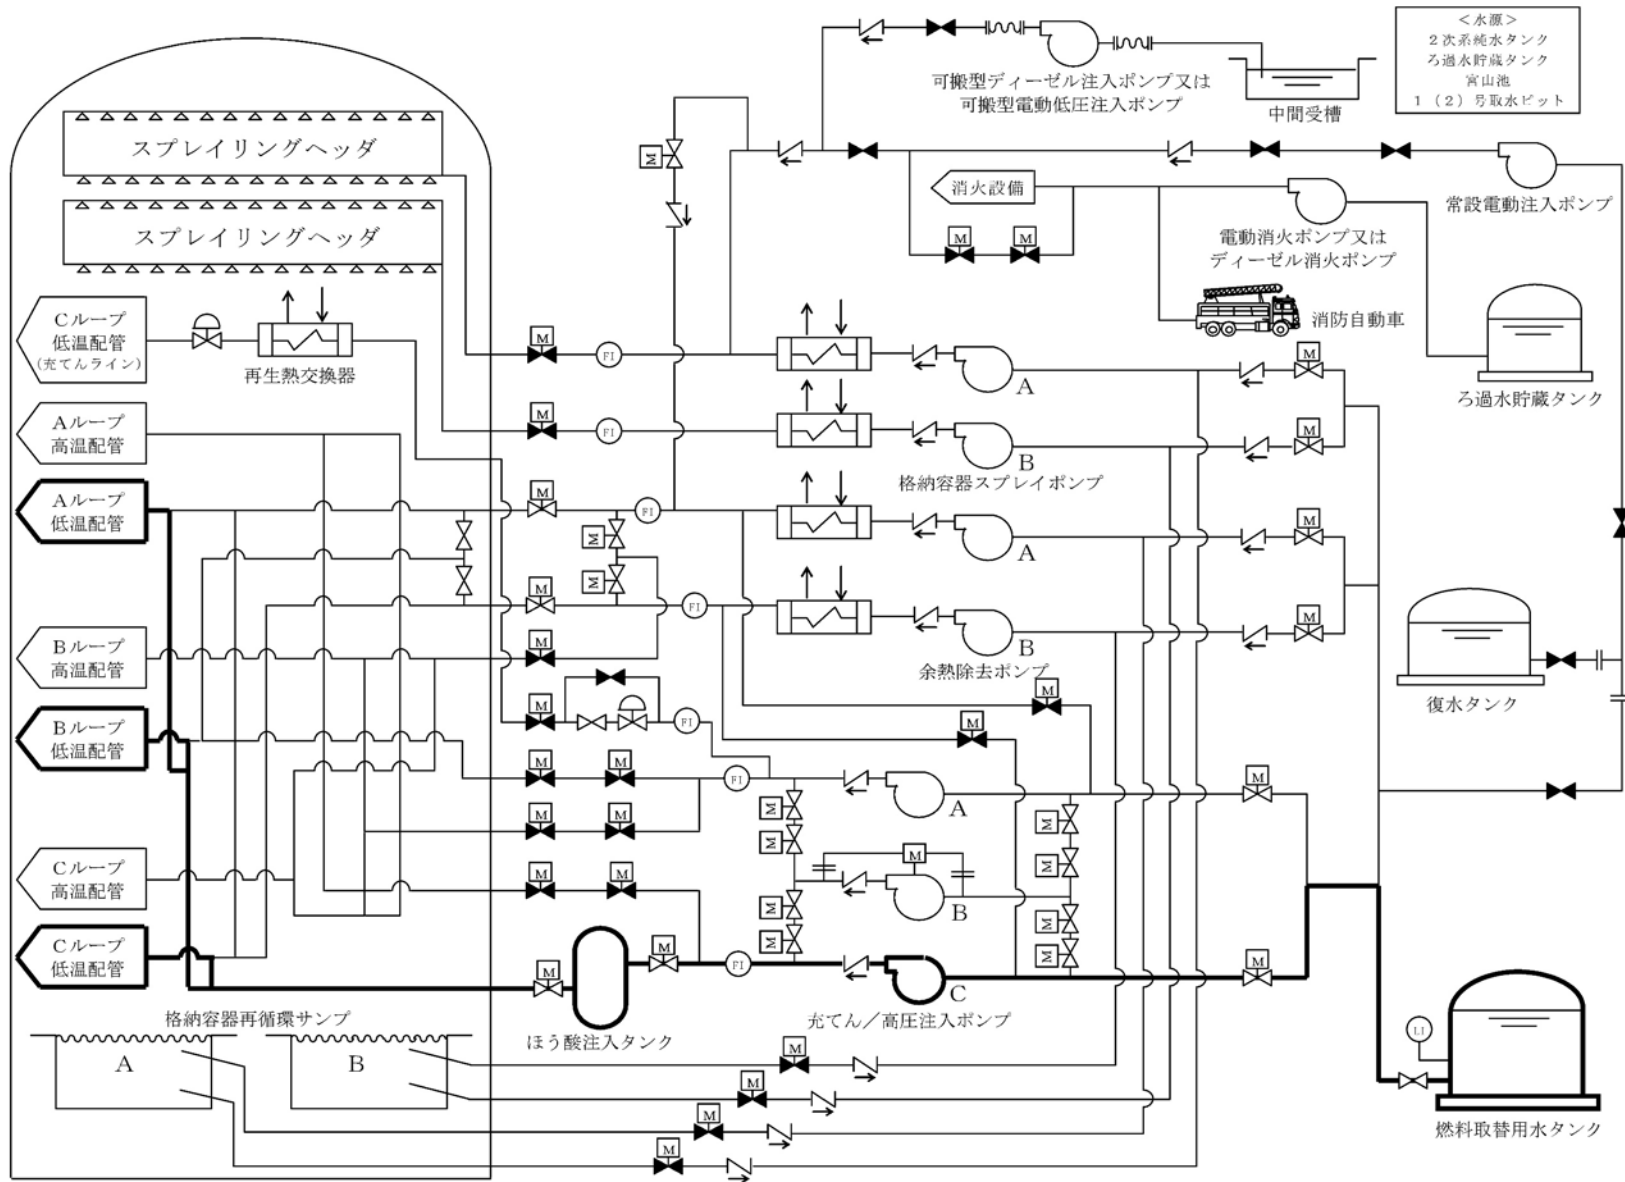 <水源>
2次系純水タンク
ろ過水貯蔵タンク
宮山池
1(2)号取水ピット
可搬型ディーゼル注入ポンプ又は
可搬型電動低圧注入ポンプ
中間受槽
スプレイリングヘッダ
M
消火設備
常設電動注入ポンプ
スプレイリングヘッダ
M
M
電動消火ポンプ又は
ディーゼル消火ポンプ
消防自動車
Cループ
低温配管
(充てんライン)
再生熱交換器
M
FI
A
M
ろ過水貯蔵タンク
Aループ
高温配管
M
FI
B
M
格納容器スプレイポンプ
Aループ
低温配管
M
FI
M
A
M
M
M
FI
B
M
余熱除去ポンプ
Bループ
高温配管
M
M
復水タンク
Bループ
低温配管
M
FI
M
M
M
FI
A
M
M
M
M
M
M
M
M
Cループ
高温配管
M
M
M
B
M
M
M
M
Cループ
低温配管
M
M
FI
C
M
充てん/高圧注入ポンプ
ほう酸注入タンク
LI
燃料取替用水タンク
格納容器再循環サンプ
A
B
M
M
M
M